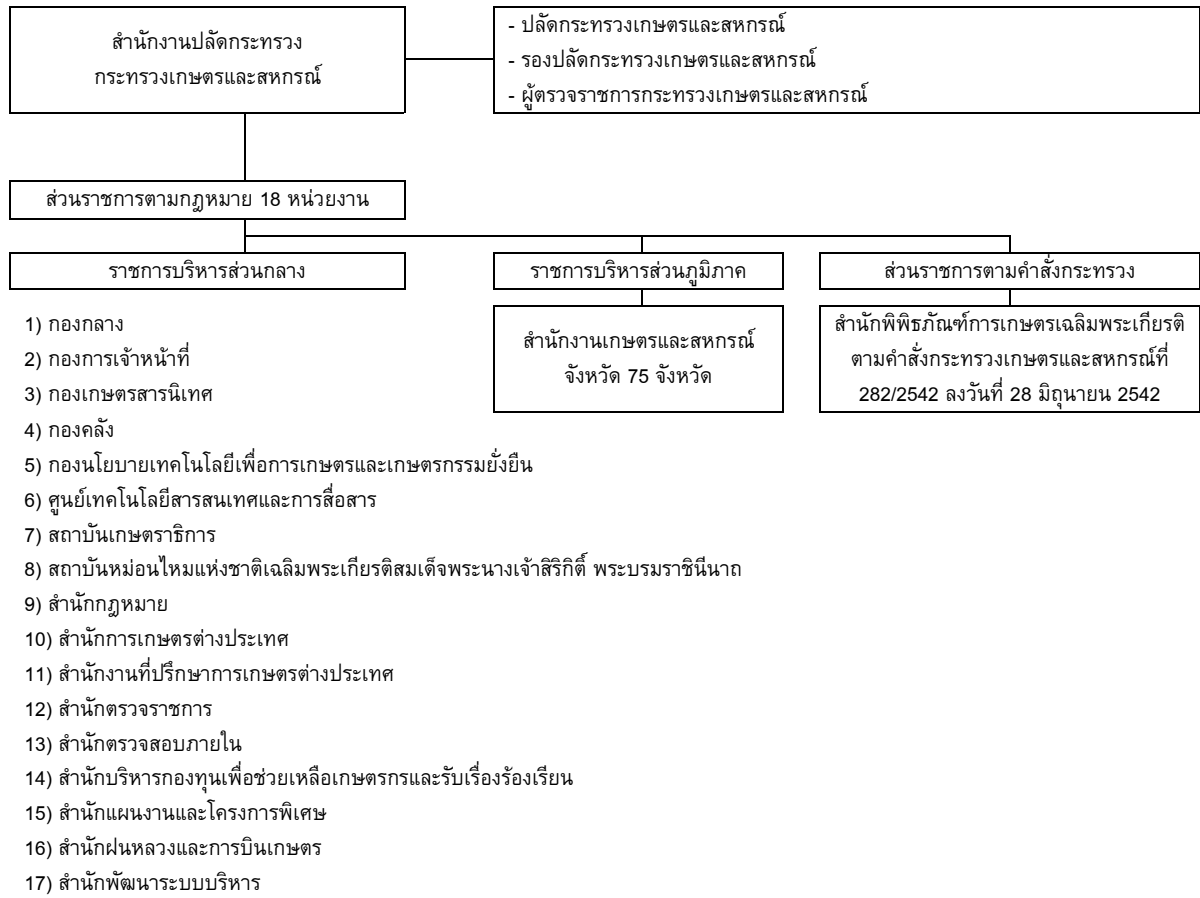 สำนักงานปลัดกระทรวง
กระทรวงเกษตรและสหกรณ์
- ปลัดกระทรวงเกษตรและสหกรณ์
- รองปลัดกระทรวงเกษตรและสหกรณ์
- ผู้ตรวจราชการกระทรวงเกษตรและสหกรณ์
ส่วนราชการตามกฎหมาย 18 หน่วยงาน
ราชการบริหารส่วนกลาง
ราชการบริหารส่วนภูมิภาค
ส่วนราชการตามคำสั่งกระทรวง
สำนักงานเกษตรและสหกรณ์
จังหวัด 75 จังหวัด
สำนักพิพิธภัณฑ์การเกษตรเฉลิมพระเกียรติ
ตามคำสั่งกระทรวงเกษตรและสหกรณ์ที่
282/2542 ลงวันที่ 28 มิถุนายน 2542
1) กองกลาง
2) กองการเจ้าหน้าที่
3) กองเกษตรสารนิเทศ
4) กองคลัง
5) กองนโยบายเทคโนโลยีเพื่อการเกษตรและเกษตรกรรมยั่งยืน
6) ศูนย์เทคโนโลยีสารสนเทศและการสื่อสาร
7) สถาบันเกษตราธิการ
8) สถาบันหม่อนไหมแห่งชาติเฉลิมพระเกียรติสมเด็จพระนางเจ้าสิริกิติ์ พระบรมราชินีนาถ
9) สำนักกฎหมาย
10) สำนักการเกษตรต่างประเทศ
11) สำนักงานที่ปรึกษาการเกษตรต่างประเทศ
12) สำนักตรวจราชการ
13) สำนักตรวจสอบภายใน
14) สำนักบริหารกองทุนเพื่อช่วยเหลือเกษตรกรและรับเรื่องร้องเรียน
15) สำนักแผนงานและโครงการพิเศษ
16) สำนักฝนหลวงและการบินเกษตร
17) สำนักพัฒนาระบบบริหาร